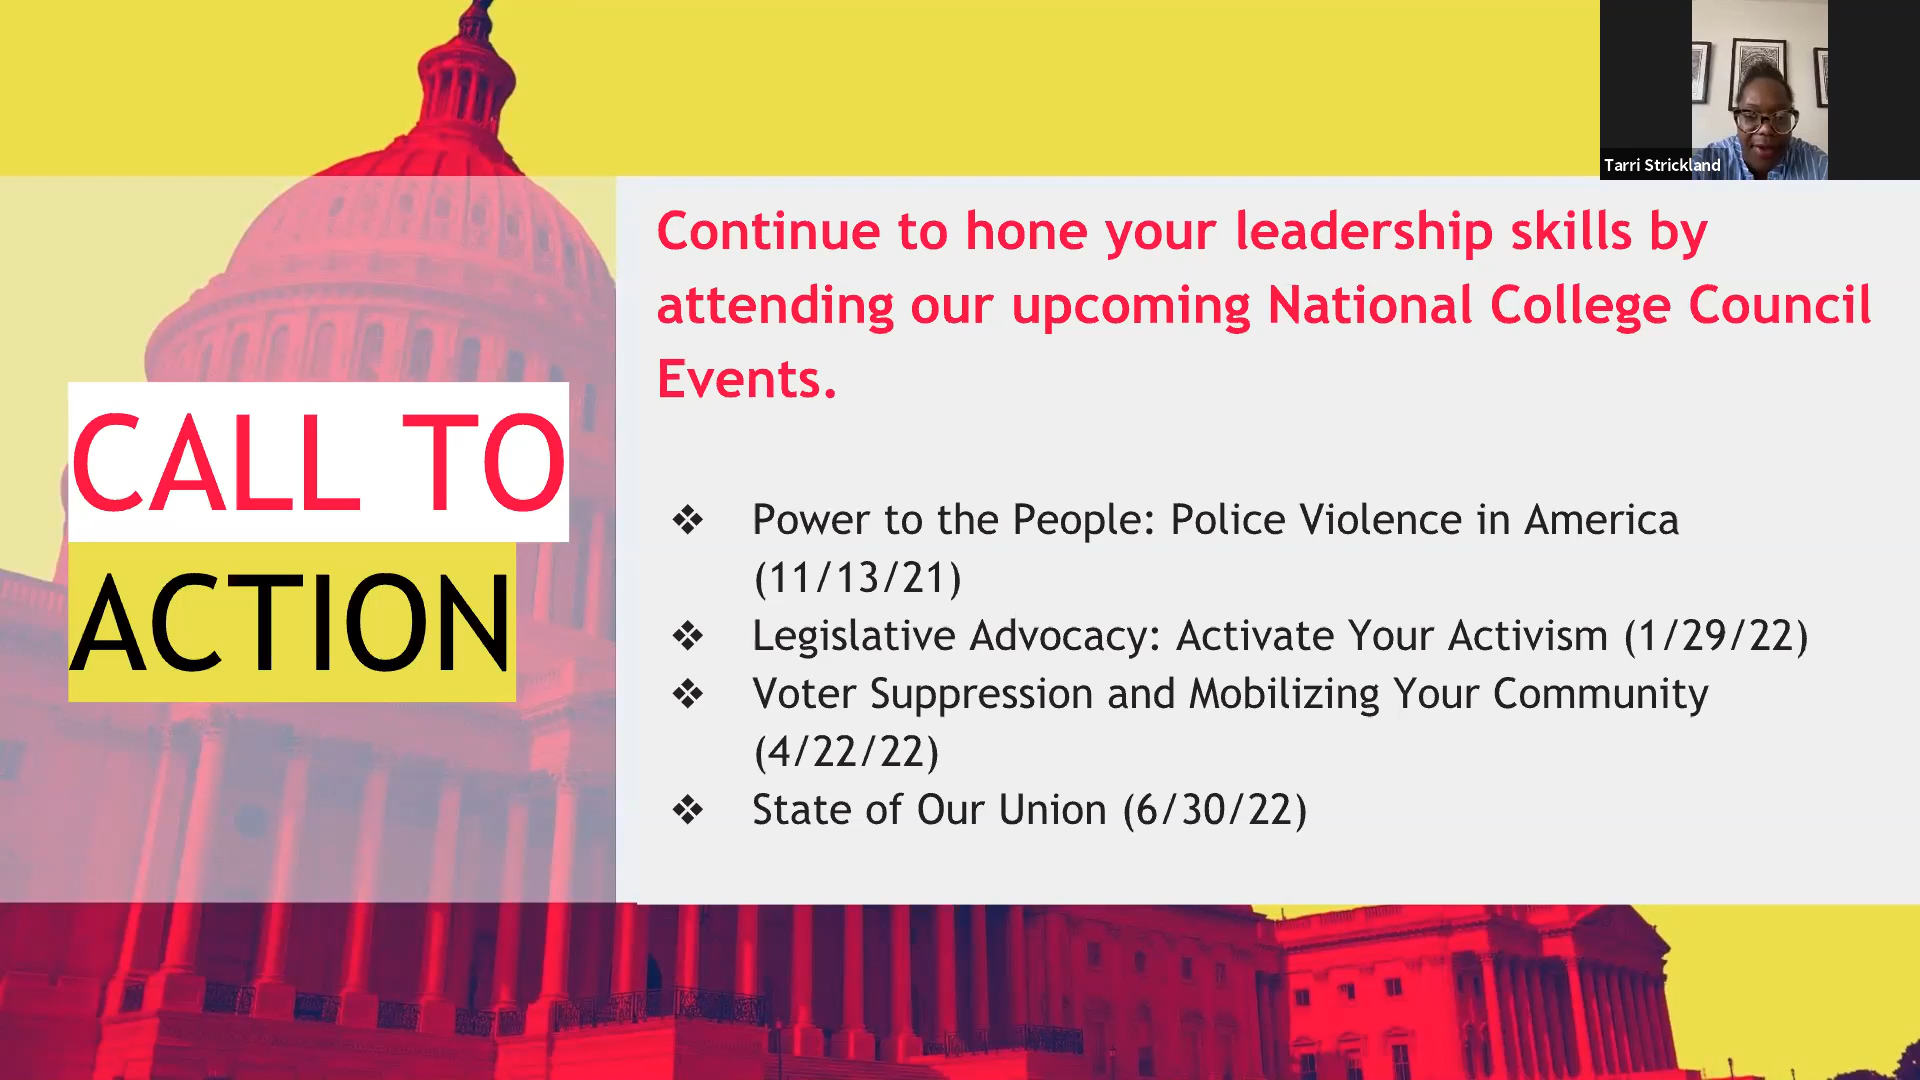 Tarri Strickland
Continue to hone your leadership skills by
attending our upcoming National College Council
Events.
CALL TO
ACTION
❖ Power to the People: Police Violence in America
(11/13/21)
❖ Legislative Advocacy: Activate Your Activism (1/29/22)
❖ Voter Suppression and Mobilizing Your Community
(4/22/22)
❖ State of Our Union (6/30/22)